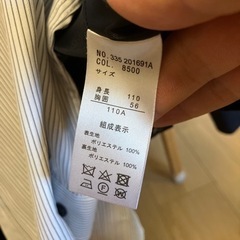 NO.335 201691A
COL. 8500
サイズ
身長 110
胸囲 56
110A
組成表示
表生地
ポリエステル 100%
裏生地
ポリエステル 100%